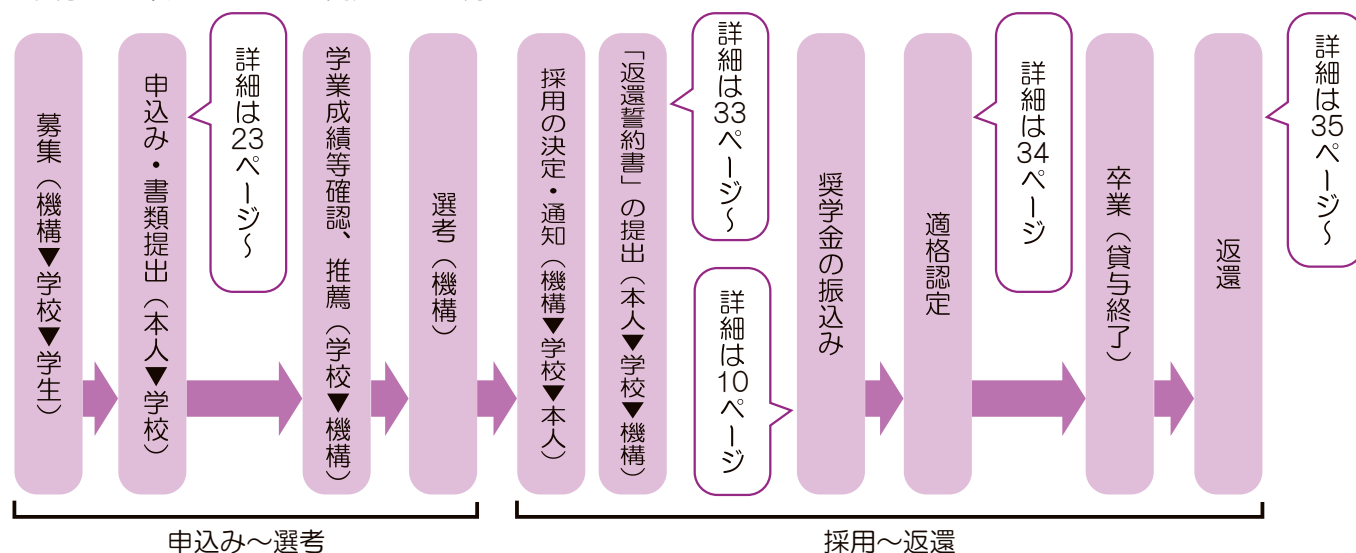 募集（機構▼学校▼学生）
申込み・書類提出（本人▼学校）
詳細は23ページ～
学業成績等確認、推薦（学校▼機構）
選考（機構）
採用の決定・通知（機構▼学校▼本人）
「返還誓約書」の提出（本人▼学校▼機構）
詳細は33ページ～
詳細は10ページ
奨学金の振込み
適格認定
詳細は34ページ
卒業（貸与終了）
返還
詳細は35ページ～
申込み～選考
採用～返還